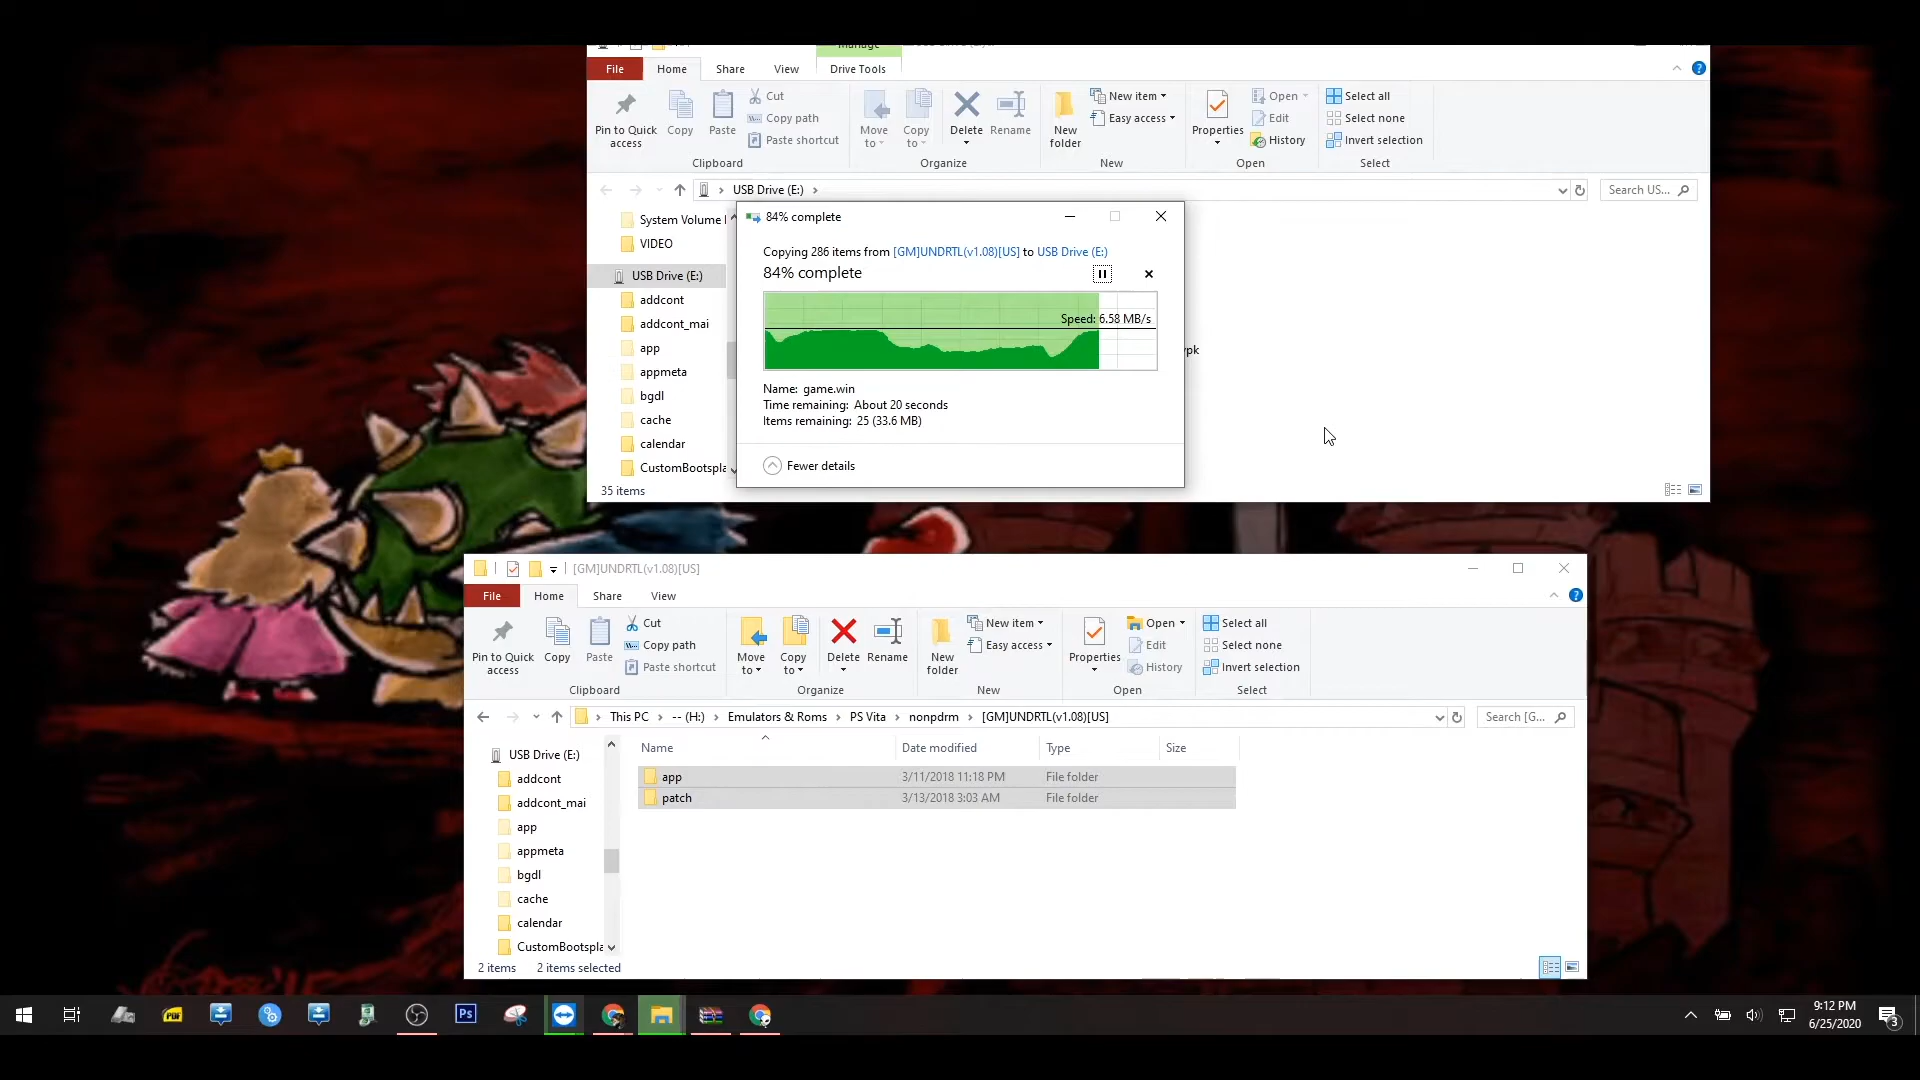 Manage
File Home Share View Drive Tools
Pin to Quick access
Copy
Paste
Cut
Copy path
Paste shortcut
Move to
Copy to
Delete
Rename
New folder
New item
Easy access
Properties
Open
Edit
History
Select all
Select none
Invert selection
Clipboard Organize New Open Select
USB Drive (E:)
Search US...
System Volume I
VIDEO
USB Drive (E:)
addcont
addcont_mai
app
appmeta
bgdl
cache
calendar
CustomBootspla
35 items
ypk
84% complete
Copying 286 items from [GM]UNDRTL(v1.08)[US] to USB Drive (E:)
84% complete
Speed: 6.58 MB/s
Name: game.win
Time remaining: About 20 seconds
Items remaining: 25 (33.6 MB)
Fewer details
[GM]UNDRTL(v1.08)[US]
File Home Share View
Pin to Quick access
Copy
Paste
Cut
Copy path
Paste shortcut
Move to
Copy to
Delete
Rename
New folder
New item
Easy access
Properties
Open
Edit
History
Select all
Select none
Invert selection
Clipboard Organize New Open Select
This PC -- (H:) Emulators & Roms PS Vita nonpdrm [GM]UNDRTL(v1.08)[US]
Search [G...
USB Drive (E:)
addcont
addcont_mai
app
appmeta
bgdl
cache
calendar
CustomBootspla
Name Date modified Type Size
app 3/11/2018 11:18 PM File folder
patch 3/13/2018 3:03 AM File folder
2 items 2 items selected
PDF
Ps
9:12 PM
6/25/2020
3